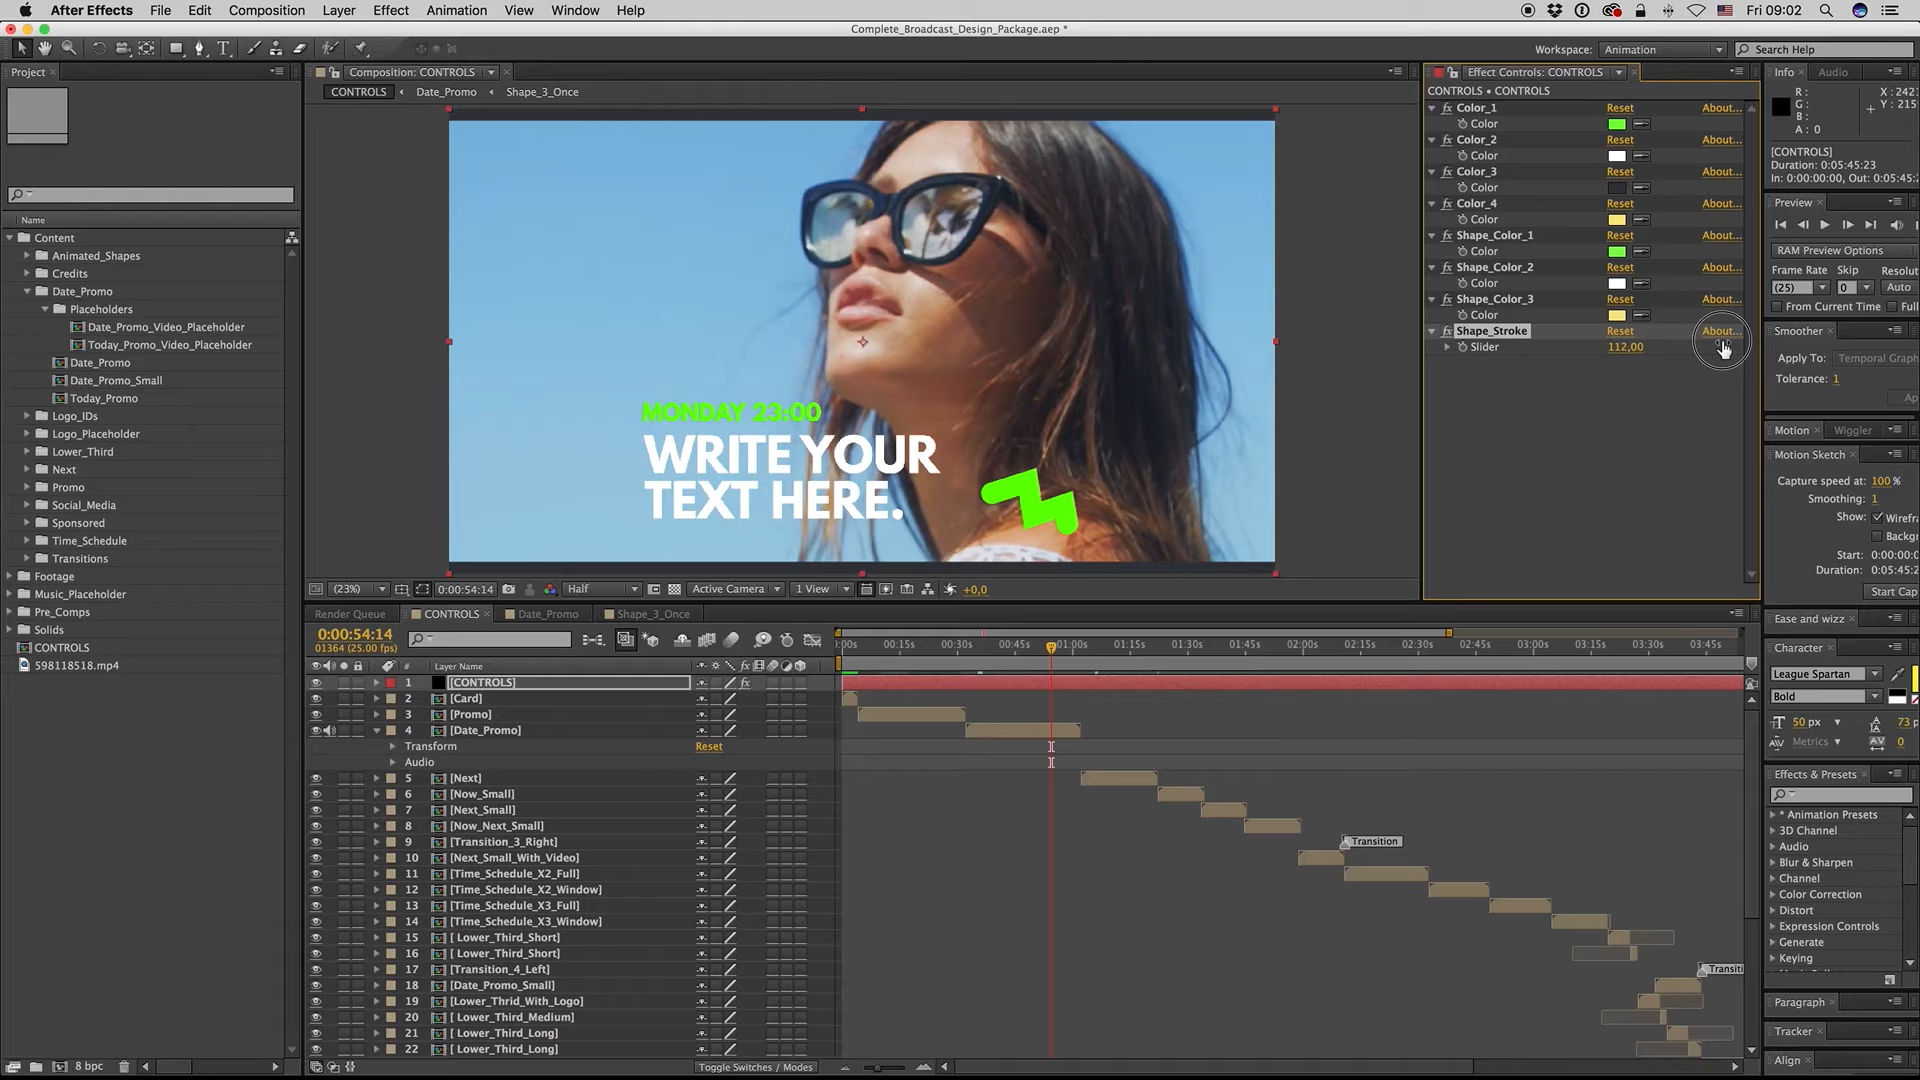 After Effects File Edit Composition Layer Effect Animation View Window Help Fri 09:02
Complete_Broadcast_Design_Package.aep *
Workspace: Animation Search Help
Project
Name
Content
Animated_Shapes
Credits
Date_Promo
Placeholders
Date_Promo_Video_Placeholder
Today_Promo_Video_Placeholder
Date_Promo
Date_Promo_Small
Today_Promo
Logo_IDs
Logo_Placeholder
Lower_Third
Next
Promo
Social_Media
Sponsored
Time_Schedule
Transitions
Footage
Music_Placeholder
Pre_Comps
Solids
CONTROLS
598118518.mp4
8 bpc
Composition: CONTROLS
CONTROLS Date_Promo Shape_3_Once
MONDAY 23:00
WRITE YOUR
TEXT HERE.
(23%) 0:00:54:14 Half Active Camera 1 View +0,0
Effect Controls: CONTROLS
CONTROLS • CONTROLS
fx Color_1 Reset About...
Color
fx Color_2 Reset About...
Color
fx Color_3 Reset About...
Color
fx Color_4 Reset About...
Color
fx Shape_Color_1 Reset About...
Color
fx Shape_Color_2 Reset About...
Color
fx Shape_Color_3 Reset About...
Color
fx Shape_Stroke Reset About...
Slider 112,00
Info Audio
R: X: 242
G: Y: 215
B:
A: 0
[CONTROLS]
Duration: 0:05:45:23
In: 0:00:00:00, Out: 0:05:45:2
Preview
RAM Preview Options
Frame Rate Skip Resolut
(25) 0 Auto
From Current Time Full
Smoother
Apply To: Temporal Graph
Tolerance: 1
Ap
Motion Wiggler
Motion Sketch
Capture speed at: 100 %
Smoothing: 1
Show: Wirefra
Backgr
Start: 0:00:00:0
Duration: 0:05:45:2
Start Cap
Ease and wizz
Character
League Spartan
Bold
50 px 73 p
Metrics 0
Effects & Presets
* Animation Presets
3D Channel
Audio
Blur & Sharpen
Channel
Color Correction
Distort
Expression Controls
Generate
Keying
Paragraph
Tracker
Align
Render Queue CONTROLS Date_Promo Shape_3_Once
0:00:54:14
01364 (25.00 fps)
:00s 00:15s 00:30s 00:45s 01:00s 01:15s 01:30s 01:45s 02:00s 02:15s 02:30s 02:45s 03:00s 03:15s 03:30s 03:45s
# Layer Name
1 [CONTROLS]
2 [Card]
3 [Promo]
4 [Date_Promo]
Transform Reset
Audio
5 [Next]
6 [Now_Small]
7 [Next_Small]
8 [Now_Next_Small]
9 [Transition_3_Right] Transition
10 [Next_Small_With_Video]
11 [Time_Schedule_X2_Full]
12 [Time_Schedule_X2_Window]
13 [Time_Schedule_X3_Full]
14 [Time_Schedule_X3_Window]
15 [ Lower_Third_Short]
16 [ Lower_Third_Short]
17 [Transition_4_Left] Transiti
18 [Date_Promo_Small]
19 [Lower_Thrid_With_Logo]
20 [ Lower_Third_Medium]
21 [ Lower_Third_Long]
22 [ Lower_Third_Long]
Toggle Switches / Modes